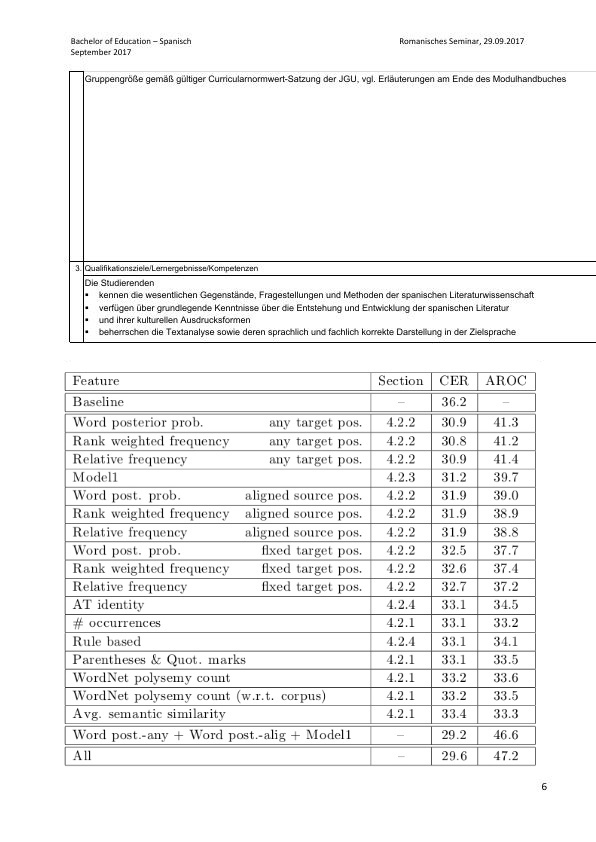 Bachelor of Education – Spanisch Romanisches Seminar, 29.09.2017
September 2017
Gruppengröße gemäß gültiger Curricularnormwert-Satzung der JGU, vgl. Erläuterungen am Ende des Modulhandbuches
3. Qualifikationsziele/Lernergebnisse/Kompetenzen
Die Studierenden
▪ kennen die wesentlichen Gegenstände, Fragestellungen und Methoden der spanischen Literaturwissenschaft
▪ verfügen über grundlegende Kenntnisse über die Entstehung und Entwicklung der spanischen Literatur
▪ und ihrer kulturellen Ausdrucksformen
▪ beherrschen die Textanalyse sowie deren sprachlich und fachlich korrekte Darstellung in der Zielsprache
Feature Section CER AROC
Baseline – 36.2 –
Word posterior prob. any target pos. 4.2.2 30.9 41.3
Rank weighted frequency any target pos. 4.2.2 30.8 41.2
Relative frequency any target pos. 4.2.2 30.9 41.4
Model1 4.2.3 31.2 39.7
Word post. prob. aligned source pos. 4.2.2 31.9 39.0
Rank weighted frequency aligned source pos. 4.2.2 31.9 38.9
Relative frequency aligned source pos. 4.2.2 31.9 38.8
Word post. prob. fixed target pos. 4.2.2 32.5 37.7
Rank weighted frequency fixed target pos. 4.2.2 32.6 37.4
Relative frequency fixed target pos. 4.2.2 32.7 37.2
AT identity 4.2.4 33.1 34.5
# occurrences 4.2.1 33.1 33.2
Rule based 4.2.4 33.1 34.1
Parentheses & Quot. marks 4.2.1 33.1 33.5
WordNet polysemy count 4.2.1 33.2 33.6
WordNet polysemy count (w.r.t. corpus) 4.2.1 33.2 33.5
Avg. semantic similarity 4.2.1 33.4 33.3
Word post.-any + Word post.-alig + Model1 – 29.2 46.6
All – 29.6 47.2
6